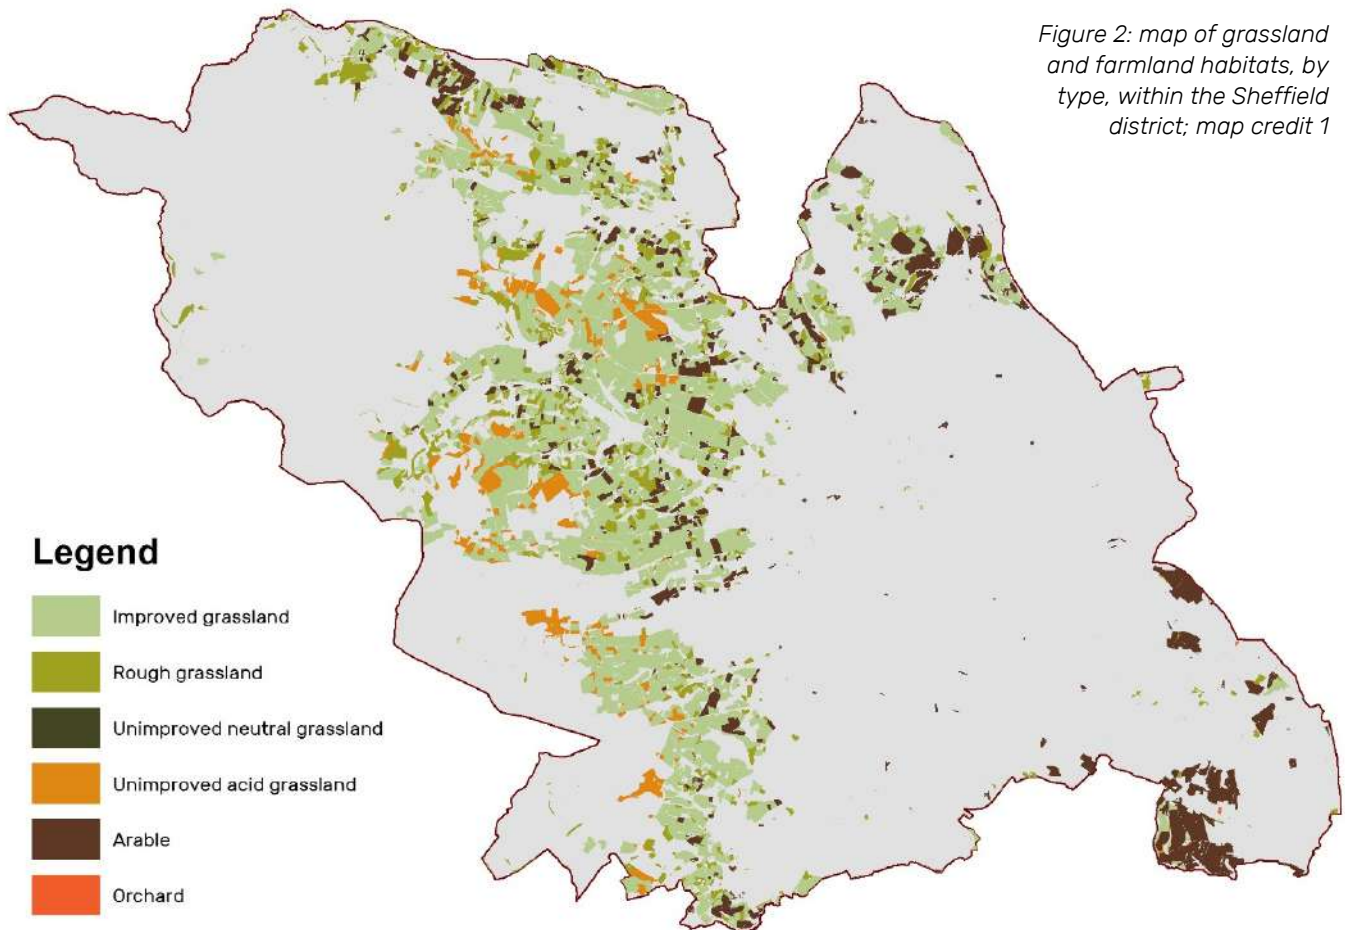 Figure 2: map of grassland
and farmland habitats, by
type, within the Sheffield
district; map credit 1
Legend
Improved grassland
Rough grassland
Unimproved neutral grassland
Unimproved acid grassland
Arable
Orchard